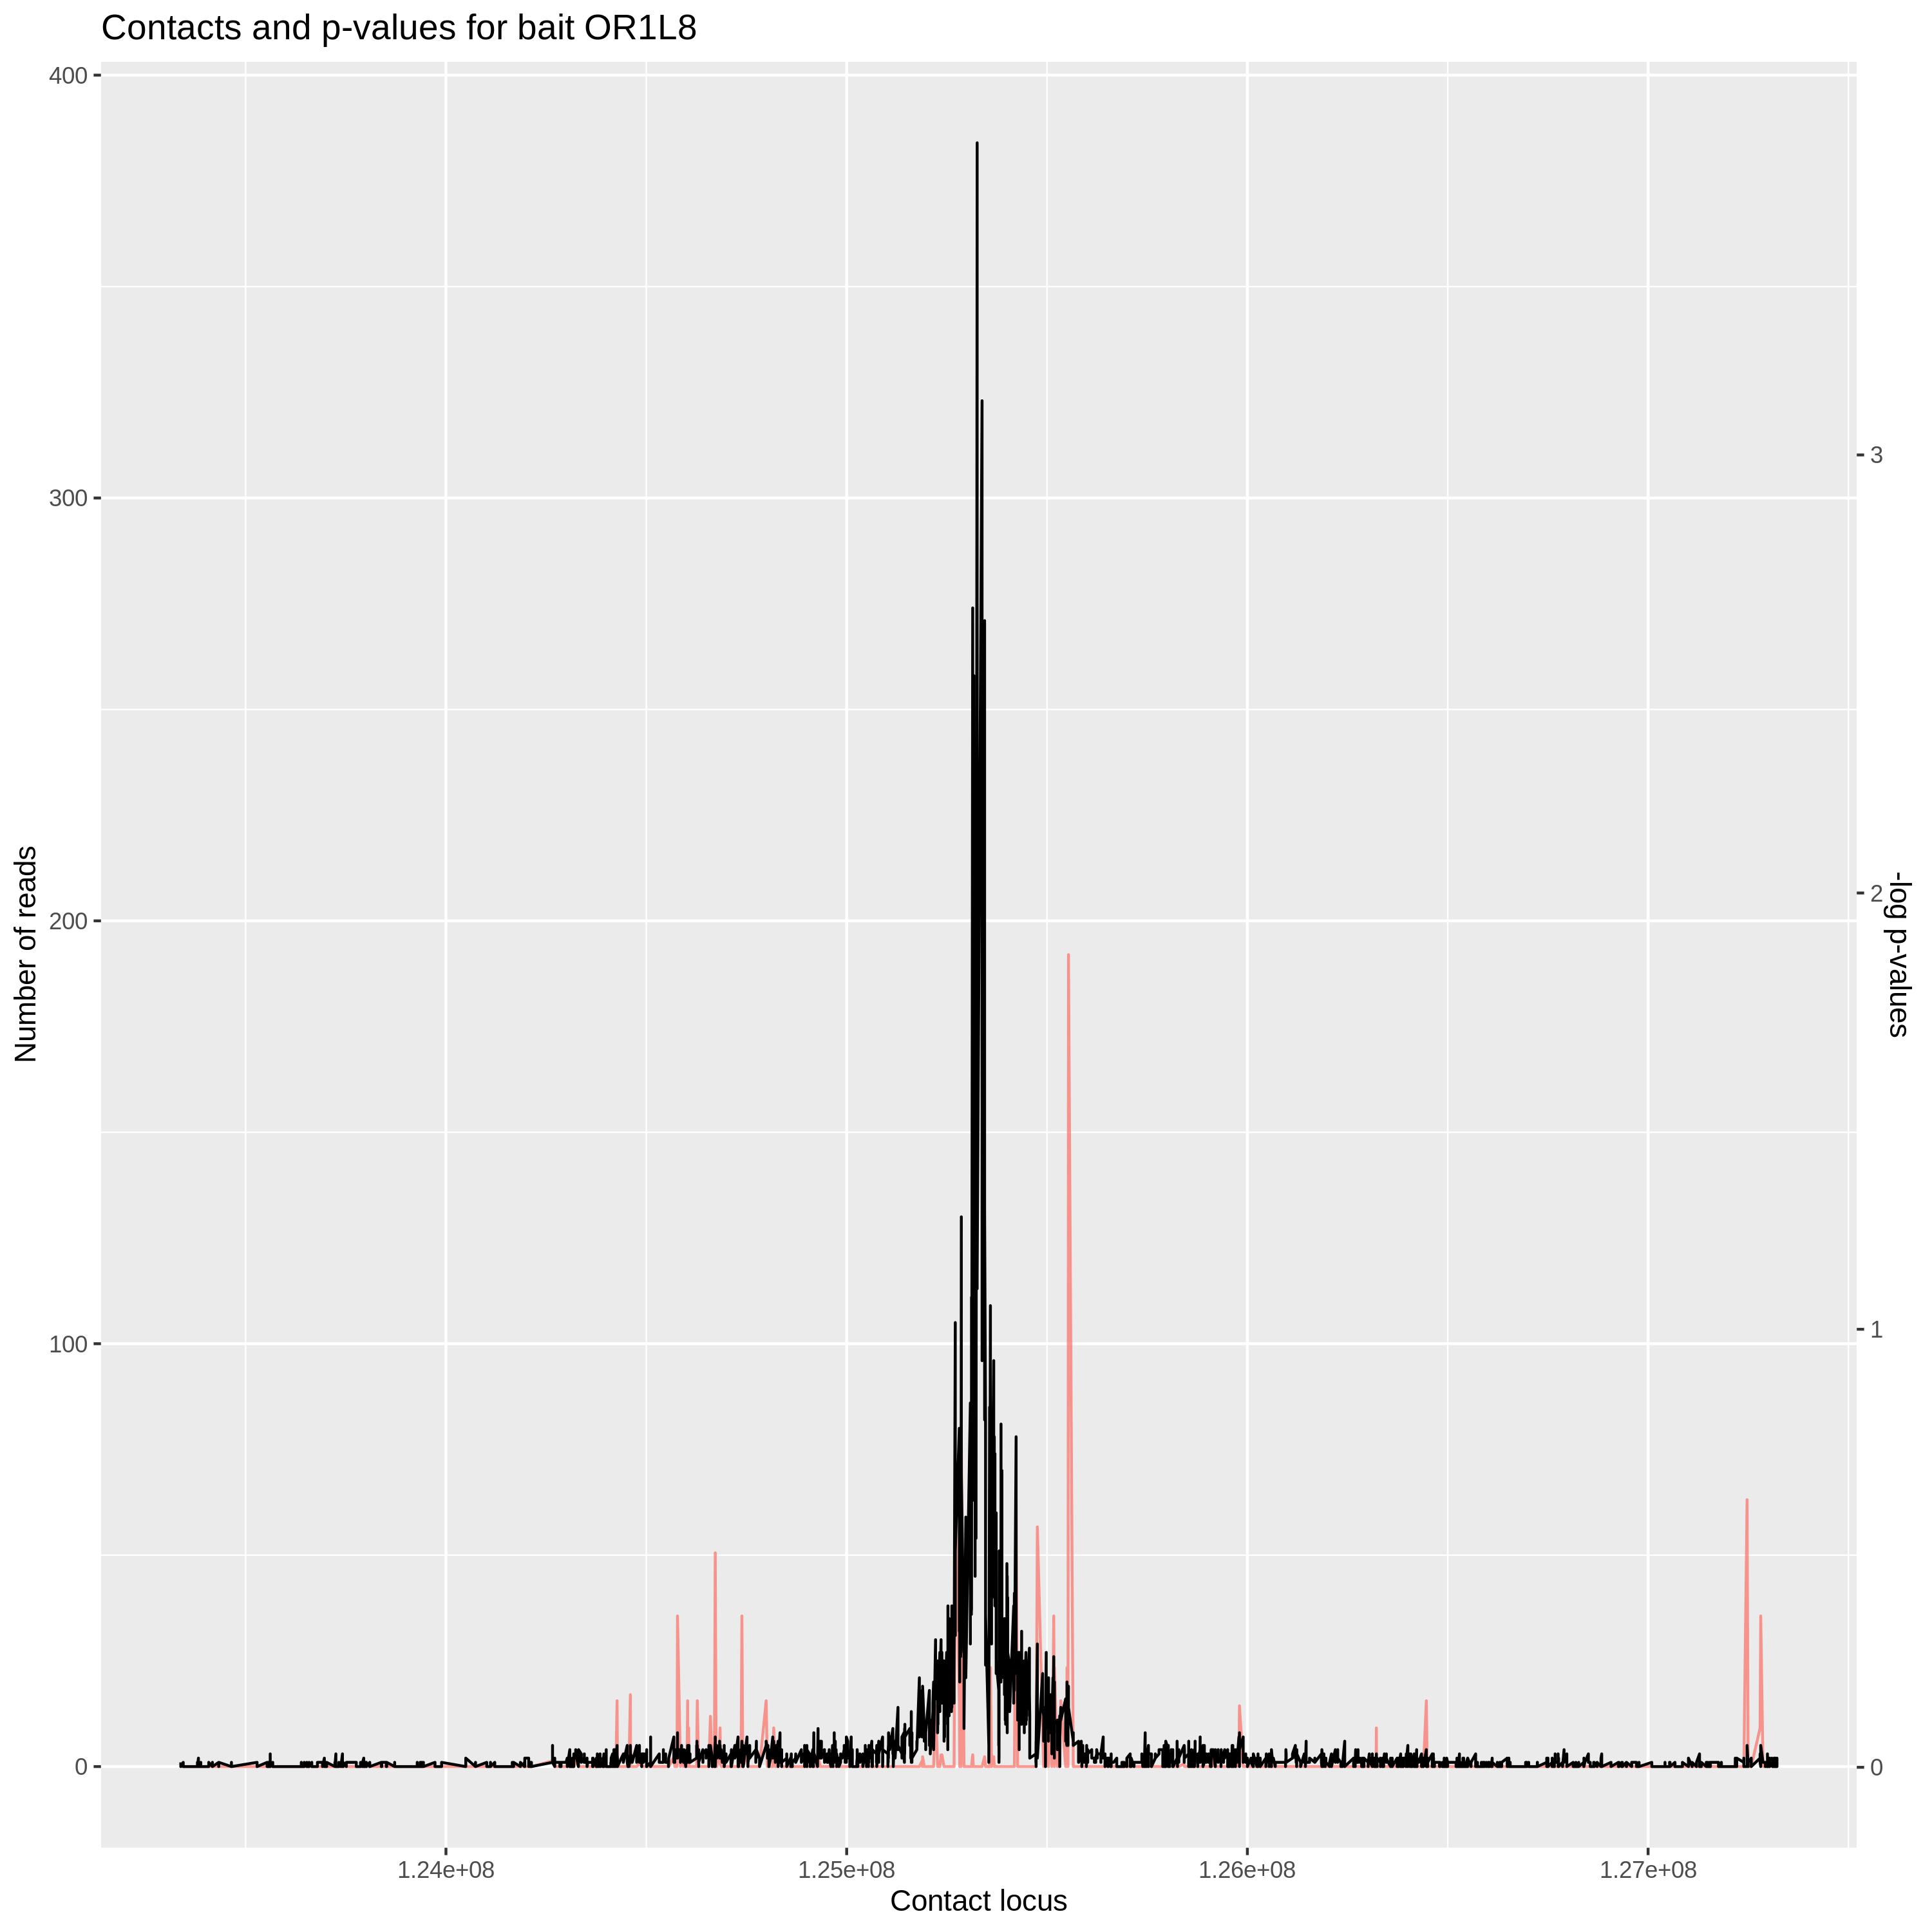 Contacts and p-values for bait OR1L8
400
300
200
100
0
Number of reads
3
2
1
0
-log p-values
1.24e+08 1.25e+08 1.26e+08 1.27e+08
Contact locus